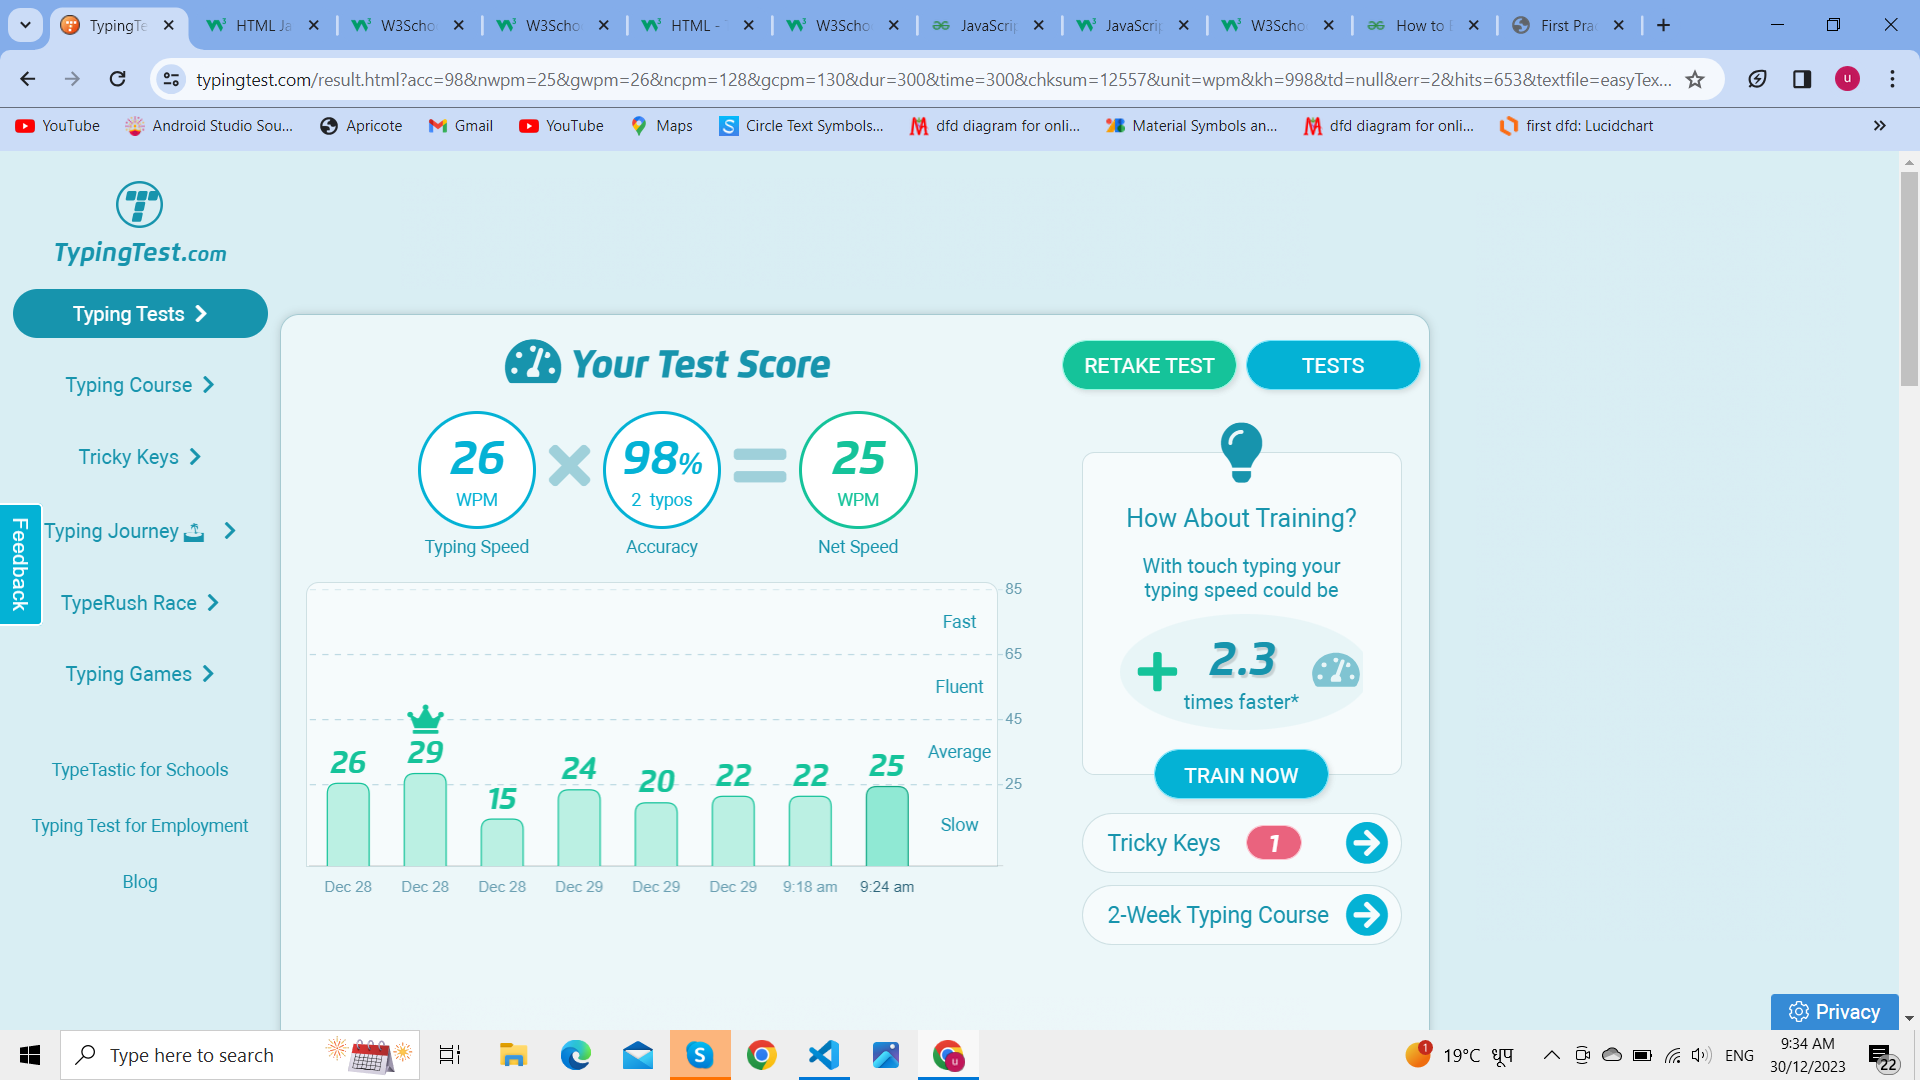 TypingTe
HTML Ja
W3Scho
W3Scho
HTML -
W3Scho
JavaScrip
JavaScrip
W3Scho
How to
First Pra
typingtest.com/result.html?acc=98&nwpm=25&gwpm=26&ncpm=128&gcpm=130&dur=300&time=300&chksum=12557&unit=wpm&kh=998&td=null&err=2&hits=653&textfile=easyTex...
u
YouTube
Android Studio Sou...
Apricote
Gmail
YouTube
Maps
Circle Text Symbols...
dfd diagram for onli...
Material Symbols an...
dfd diagram for onli...
first dfd: Lucidchart
TypingTest.com
Typing Tests
Typing Course
Tricky Keys
Typing Journey
TypeRush Race
Typing Games
TypeTastic for Schools
Typing Test for Employment
Blog
Feedback
Your Test Score
RETAKE TEST
TESTS
26
WPM
Typing Speed
98%
2 typos
Accuracy
25
WPM
Net Speed
85
Fast
65
Fluent
45
Average
25
Slow
26
29
15
24
20
22
22
25
Dec 28
Dec 28
Dec 28
Dec 29
Dec 29
Dec 29
9:18 am
9:24 am
How About Training?
With touch typing your
typing speed could be
2.3
times faster*
TRAIN NOW
Tricky Keys 1
2-Week Typing Course
Privacy
Type here to search
S
u
1
19°C धूप
ENG
9:34 AM
30/12/2023
22